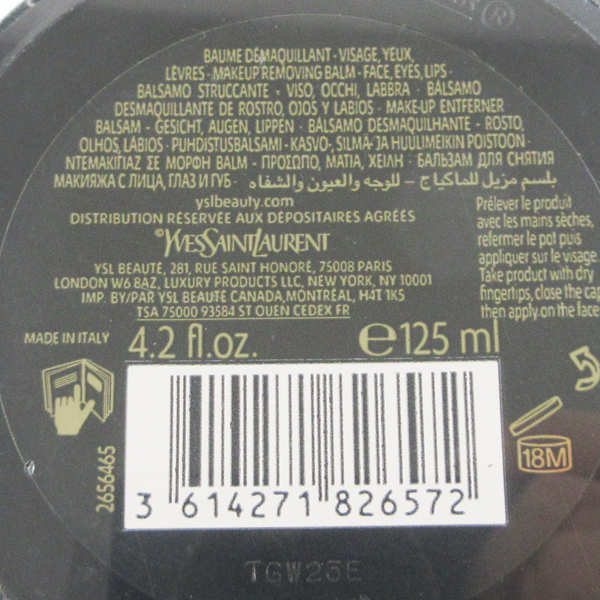 BAUME DÉMAQUILLANT - VISAGE, YEUX,
LÈVRES - MAKEUP REMOVING BALM - FACE, EYES, LIPS -
BALSAMO STRUCCANTE - VISO, OCCHI, LABBRA - BÁLSAMO
DESMAQUILLANTE DE ROSTRO, OJOS Y LABIOS - MAKE-UP ENTFERNER
BALSAM - GESICHT, AUGEN, LIPPEN - BÁLSAMO DESMAQUILHANTE - ROSTO,
OLHOS, LÁBIOS - PUHDISTUSBALSAMI - KASVO-, SILMÄ- JA HUULIMEIKIN POISTOON -
ΝΤΕΜΑΚΙΓΙΑΖ ΣΕ ΜΟΡΦΗ BALM - ΠΡΟΣΩΠΟ, ΜΑΤΙΑ, ΧΕΙΛΗ - БАЛЬЗАМ ДЛЯ СНЯТИЯ
МАКИЯЖА С ЛИЦА, ГЛАЗ И ГУБ - بلسم مزيل للماكياج – للوجه والعيون والشفاه
yslbeauty.com
DISTRIBUTION RÉSERVÉE AUX DÉPOSITAIRES AGRÉÉS
©YVESSAINTLAURENT
YSL BEAUTÉ, 281, RUE SAINT HONORÉ, 75008 PARIS
LONDON W6 8AZ, LUXURY PRODUCTS LLC, NEW YORK, NY 10001
IMP. BY/PAR YSL BEAUTÉ CANADA, MONTRÉAL, H4T 1K5
TSA 75000 93584 ST OUEN CEDEX FR
Prélever le produit
avec les mains sèches,
refermer le pot puis
appliquer sur le visage.
Take product with dry
fingertips, close the cap
then apply on the face
MADE IN ITALY 4.2 fl.oz. ℮125 ml
18M
2656465
3 614271 826572
TGW23E